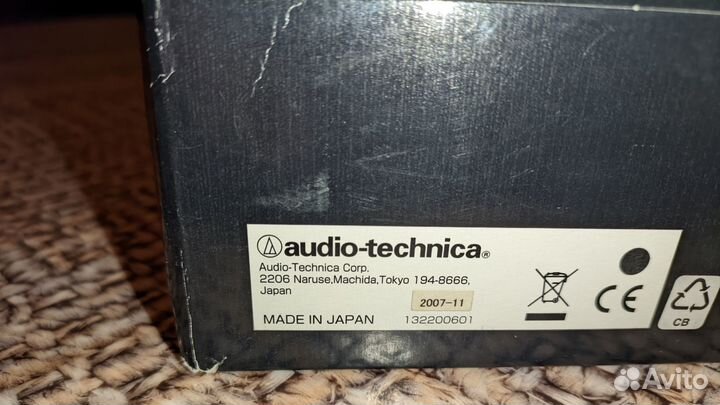 audio-technica®
Audio-Technica Corp.
2206 Naruse,Machida,Tokyo 194-8666,
Japan
2007-11
MADE IN JAPAN 132200601
CE
CB
Avito